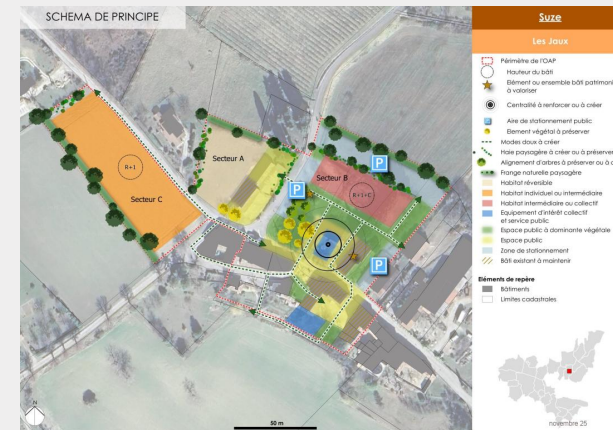 SCHEMA DE PRINCIPE
Suze
Les Joux
Périmètre de l'OAP
Hauteur du bâti
Elément ou ensemble bâti patrimoni
à valoriser
Centralité à renforcer ou à créer
Aire de stationnement public
Element végétal à préserver
Modes doux à créer
Haie paysagère à créer ou à préserver
Alignement d'arbres à préserver ou à c
Frange naturelle paysagère
Habitat réversible
Habitat individuel ou intermédiaire
Habitat intermédiaire ou collectif
Equipement d'intérêt collectif
et service public
Espace public à dominante végétale
Espace public
Zone de stationnement
Bâti existant à maintenir
Eléments de repère
Bâtiments
Limites cadastrales
novembre 25
Secteur A
Secteur B
R+1+C
R+1
Secteur C
P
P
P
N
50 m